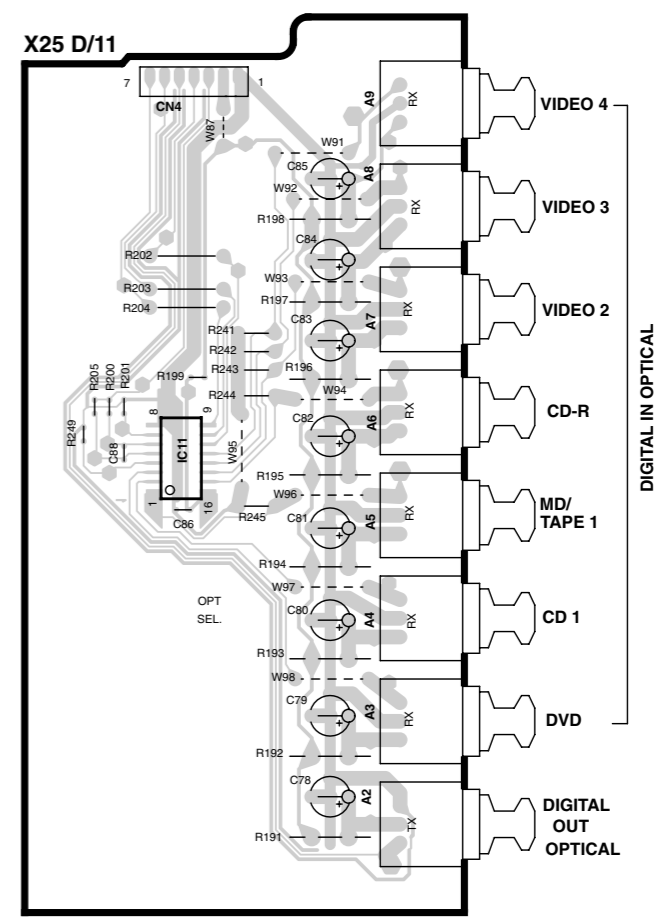 X25 D/11
7
1
CN4
W87
A9
RX
VIDEO 4
W91
C85
A8
W92
RX
VIDEO 3
R198
C84
R202
W93
R203
R197
RX
VIDEO 2
R204
C83
A7
R241
R242
R205
R200
R201
R199
R243
R196
R244
W94
RX
CD-R
8
9
C82
A6
R249
C88
IC11
W95
R195
W96
1
16
R245
C86
C81
A5
RX
MD/
TAPE 1
R194
W97
OPT
SEL.
C80
A4
RX
CD 1
R193
W98
C79
A3
RX
DVD
R192
C78
A2
TX
R191
DIGITAL
OUT
OPTICAL
DIGITAL IN OPTICAL
+
+
+
+
+
+
+
+